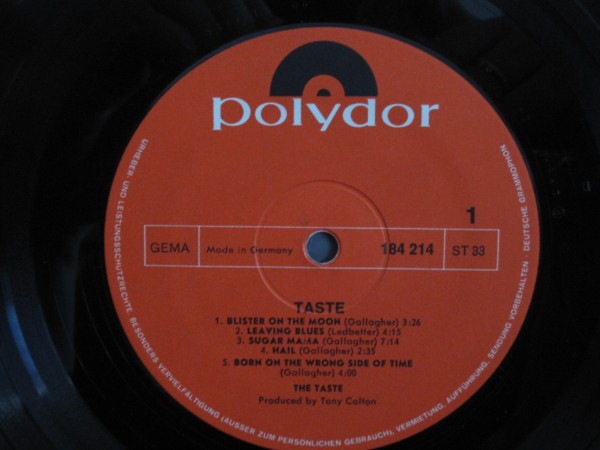 polydor
1
GEMA
Made in Germany
184 214
ST 33
TASTE
1. BLISTER ON THE MOON (Gallagher) 3:26
2. LEAVING BLUES (Ledbetter) 4:15
3. SUGAR MAMA (Gallagher) 7:14
4. HAIL (Gallagher) 2:35
5. BORN ON THE WRONG SIDE OF TIME
(Gallagher) 4:00
THE TASTE
Produced by Tony Colton
URHEBER- UND LEISTUNGSSCHUTZRECHTE, BESONDERS VERVIELFÄLTIGUNG (AUSSER ZUM PERSÖNLICHEN GEBRAUCH), VERMIETUNG, AUFFÜHRUNG, SENDUNG VORBEHALTEN · DEUTSCHE GRAMMOPHON